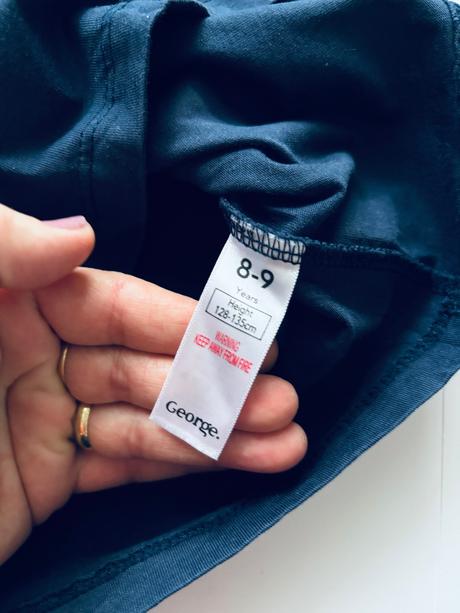 8-9
Years
Height
128-135cm
WARNING
KEEP AWAY FROM FIRE
George.